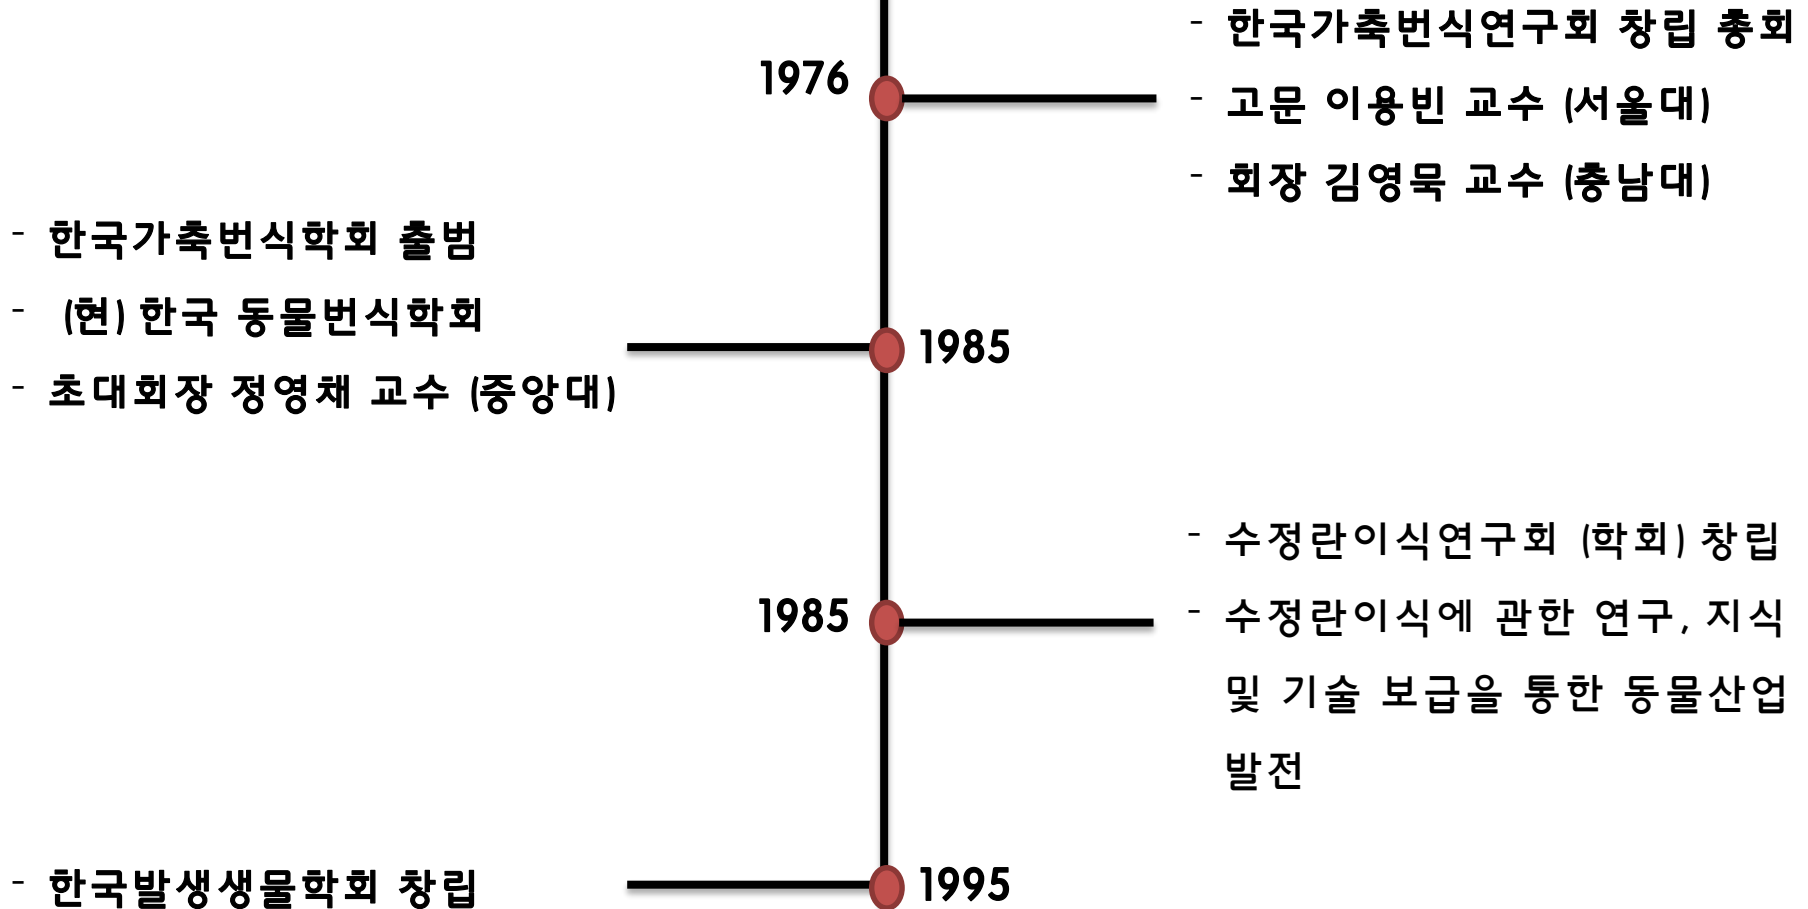 - 한국가축번식연구회 창립 총회
1976
- 고문 이용빈 교수 (서울대)
- 회장 김영묵 교수 (충남대)
- 한국가축번식학회 출범
- (현) 한국 동물번식학회
1985
- 초대회장 정영채 교수 (중앙대)
- 수정란이식연구회 (학회) 창립
1985
- 수정란이식에 관한 연구, 지식
및 기술 보급을 통한 동물산업
발전
- 한국발생생물학회 창립
1995